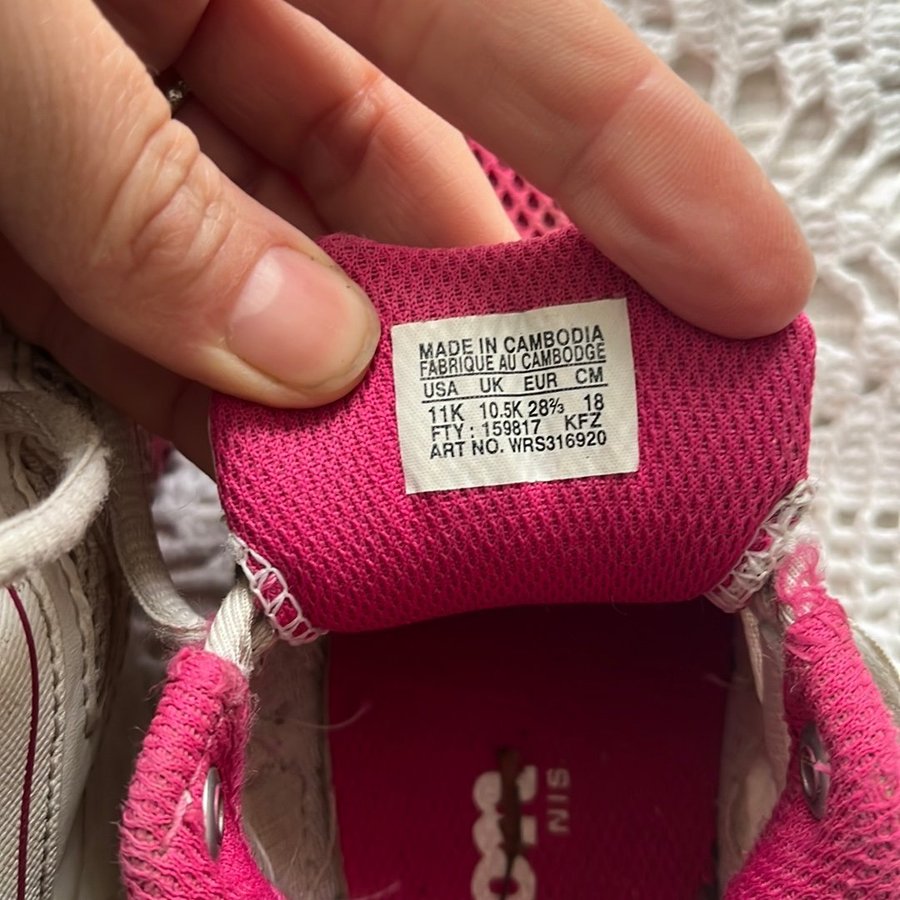 MADE IN CAMBODIA
FABRIQUE AU CAMBODGE
USA UK EUR CM
11K 10.5K 28⅔ 18
FTY : 159817 KFZ
ART NO. WRS316920
NIS